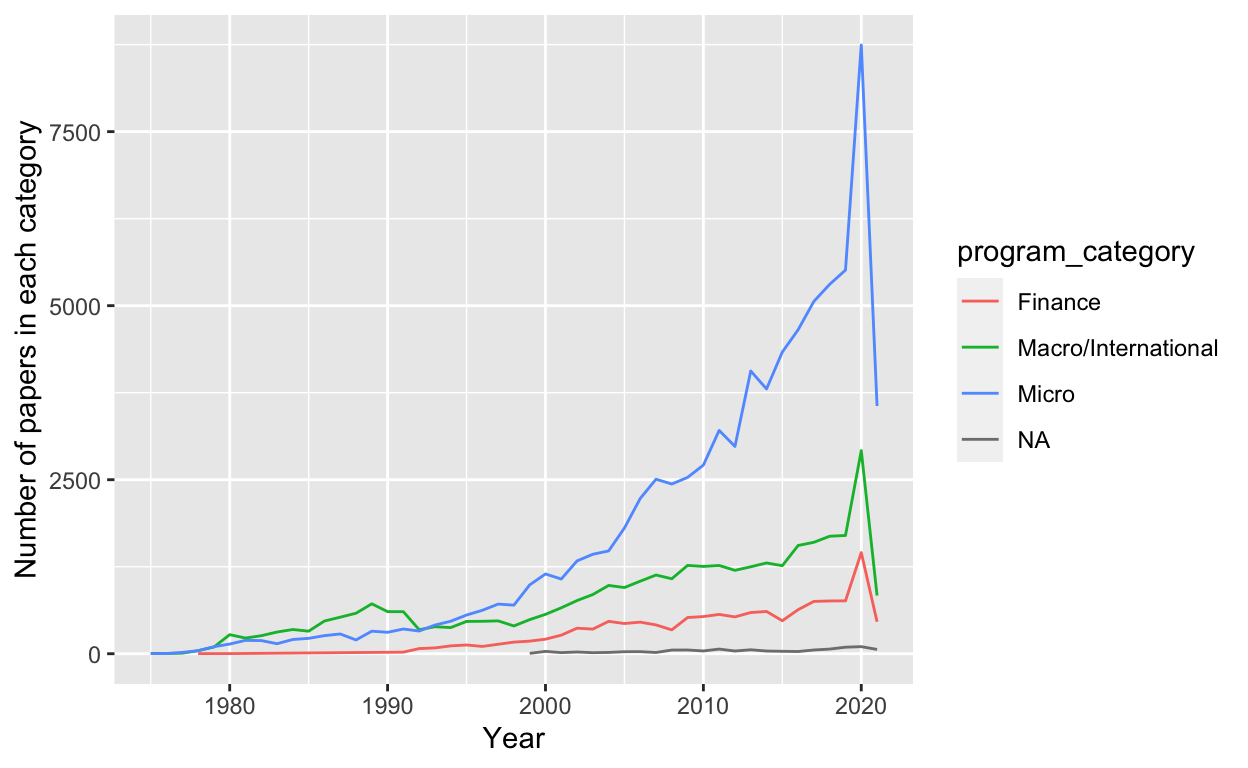 Number of papers in each category
7500
5000
2500
0
1980
1990
2000
2010
2020
Year
program_category
Finance
Macro/International
Micro
NA